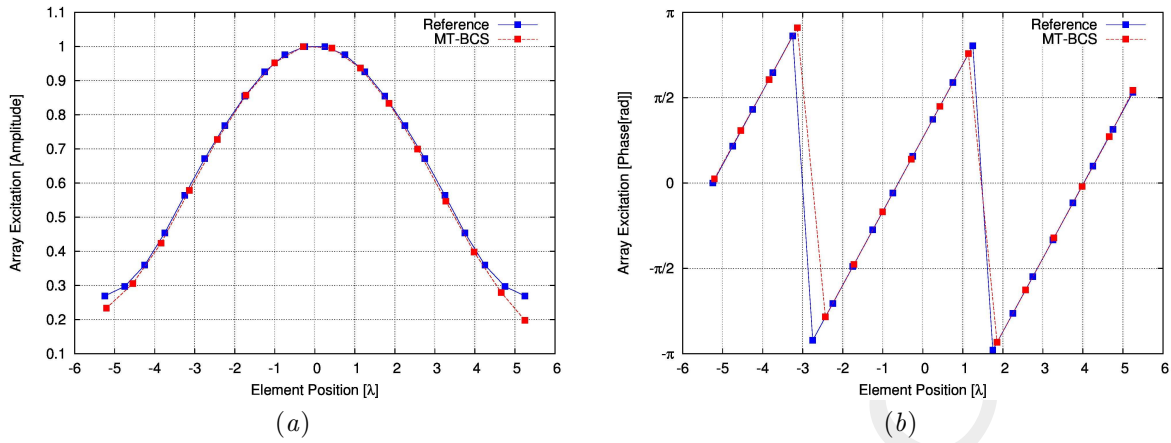 Reference
MT-BCS
1.1
1
0.9
0.8
0.7
0.6
0.5
0.4
0.3
0.2
0.1
Array Excitation [Amplitude]
-6 -5 -4 -3 -2 -1 0 1 2 3 4 5 6
Element Position [λ]
(a)
Reference
MT-BCS
π
π/2
0
-π/2
-π
Array Excitation [Phase[rad]]
-6 -5 -4 -3 -2 -1 0 1 2 3 4 5 6
Element Position [λ]
(b)